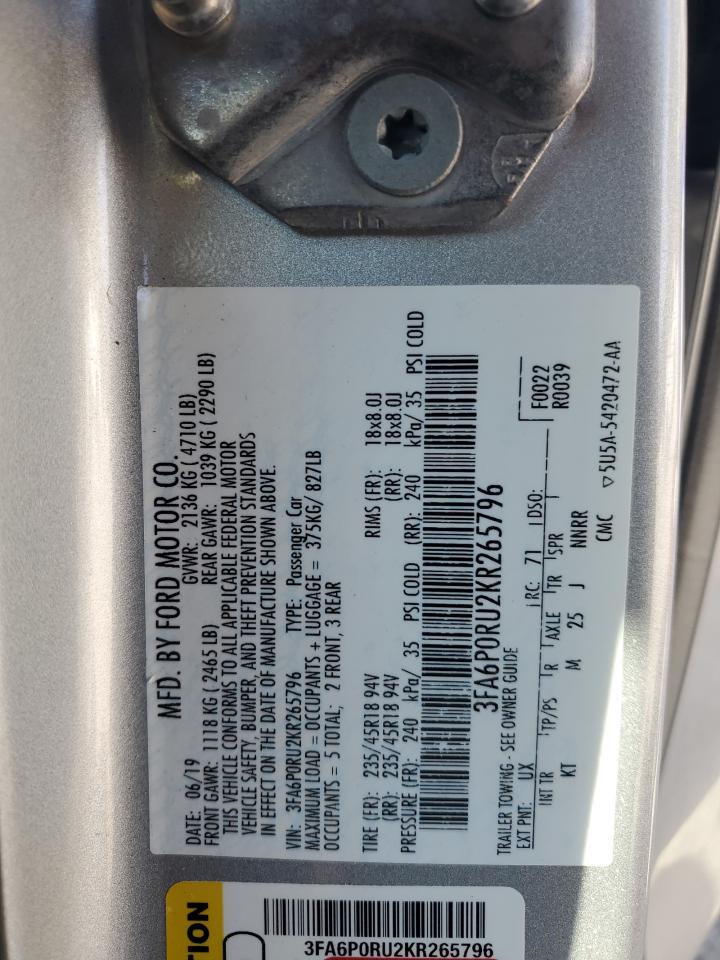 MFD. BY FORD MOTOR CO.
DATE: 06/19 GVWR: 2136 KG ( 4710 LB)
FRONT GAWR: 1118 KG ( 2465 LB) REAR GAWR: 1039 KG ( 2290 LB)
THIS VEHICLE CONFORMS TO ALL APPLICABLE FEDERAL MOTOR
VEHICLE SAFETY, BUMPER, AND THEFT PREVENTION STANDARDS
IN EFFECT ON THE DATE OF MANUFACTURE SHOWN ABOVE.
VIN: 3FA6P0RU2KR265796 TYPE: Passenger Car
MAXIMUM LOAD = OCCUPANTS + LUGGAGE = 375KG/ 827LB
OCCUPANTS = 5 TOTAL; 2 FRONT, 3 REAR
TIRE (FR): 235/45R18 94V RIMS (FR): 18x8.0J
(RR): 235/45R18 94V (RR): 18x8.0J
PRESSURE (FR): 240 kPa/ 35 PSI COLD (RR): 240 kPa/ 35 PSI COLD
3FA6P0RU2KR265796
TRAILER TOWING - SEE OWNER GUIDE
EXT PNT: UX RC: 71 DSO: F0022
R0039
INT TR TP/PS R AXLE TR SPR
KT M 25 J NNRR
CMC ▽5U5A-5420472-AA
TION
3FA6P0RU2KR265796